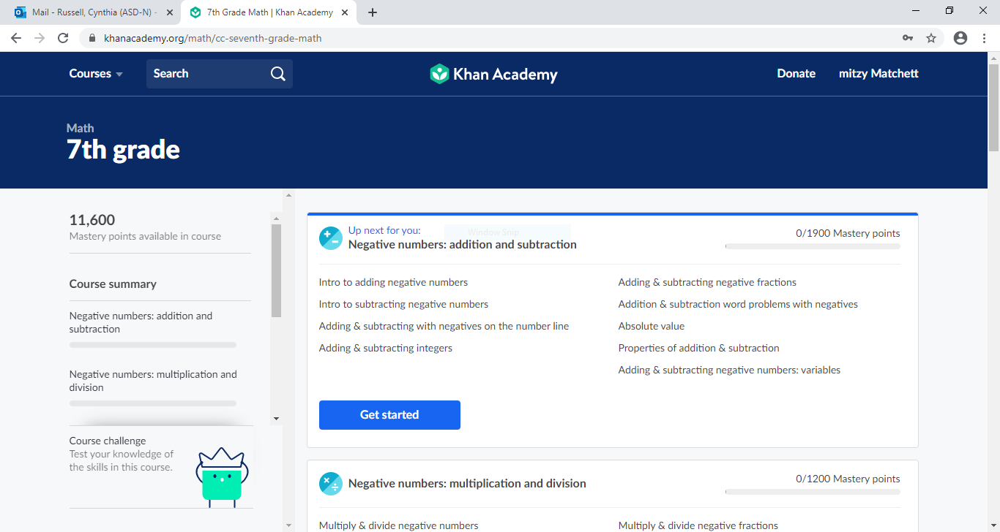 Mail - Russell, Cynthia (ASD-N) -
7th Grade Math | Khan Academy
khanacademy.org/math/cc-seventh-grade-math
Courses
Search
Khan Academy
Donate
mitzy Matchett
Math
7th grade
11,600
Mastery points available in course
Course summary
Negative numbers: addition and
subtraction
Negative numbers: multiplication and
division
Course challenge
Test your knowledge of
the skills in this course.
Up next for you:
Window Snip
Negative numbers: addition and subtraction
0/1900 Mastery points
Intro to adding negative numbers
Intro to subtracting negative numbers
Adding & subtracting with negatives on the number line
Adding & subtracting integers
Adding & subtracting negative fractions
Addition & subtraction word problems with negatives
Absolute value
Properties of addition & subtraction
Adding & subtracting negative numbers: variables
Get started
Negative numbers: multiplication and division
0/1200 Mastery points
Multiply & divide negative numbers
Multiply & divide negative fractions